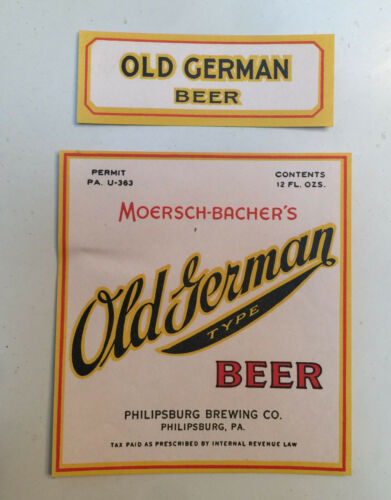 OLD GERMAN
BEER
PERMIT
PA. U-363
CONTENTS
12 FL. OZS.
MOERSCH-BACHER'S
Old German
TYPE
BEER
PHILIPSBURG BREWING CO.
PHILIPSBURG, PA.
TAX PAID AS PRESCRIBED BY INTERNAL REVENUE LAW